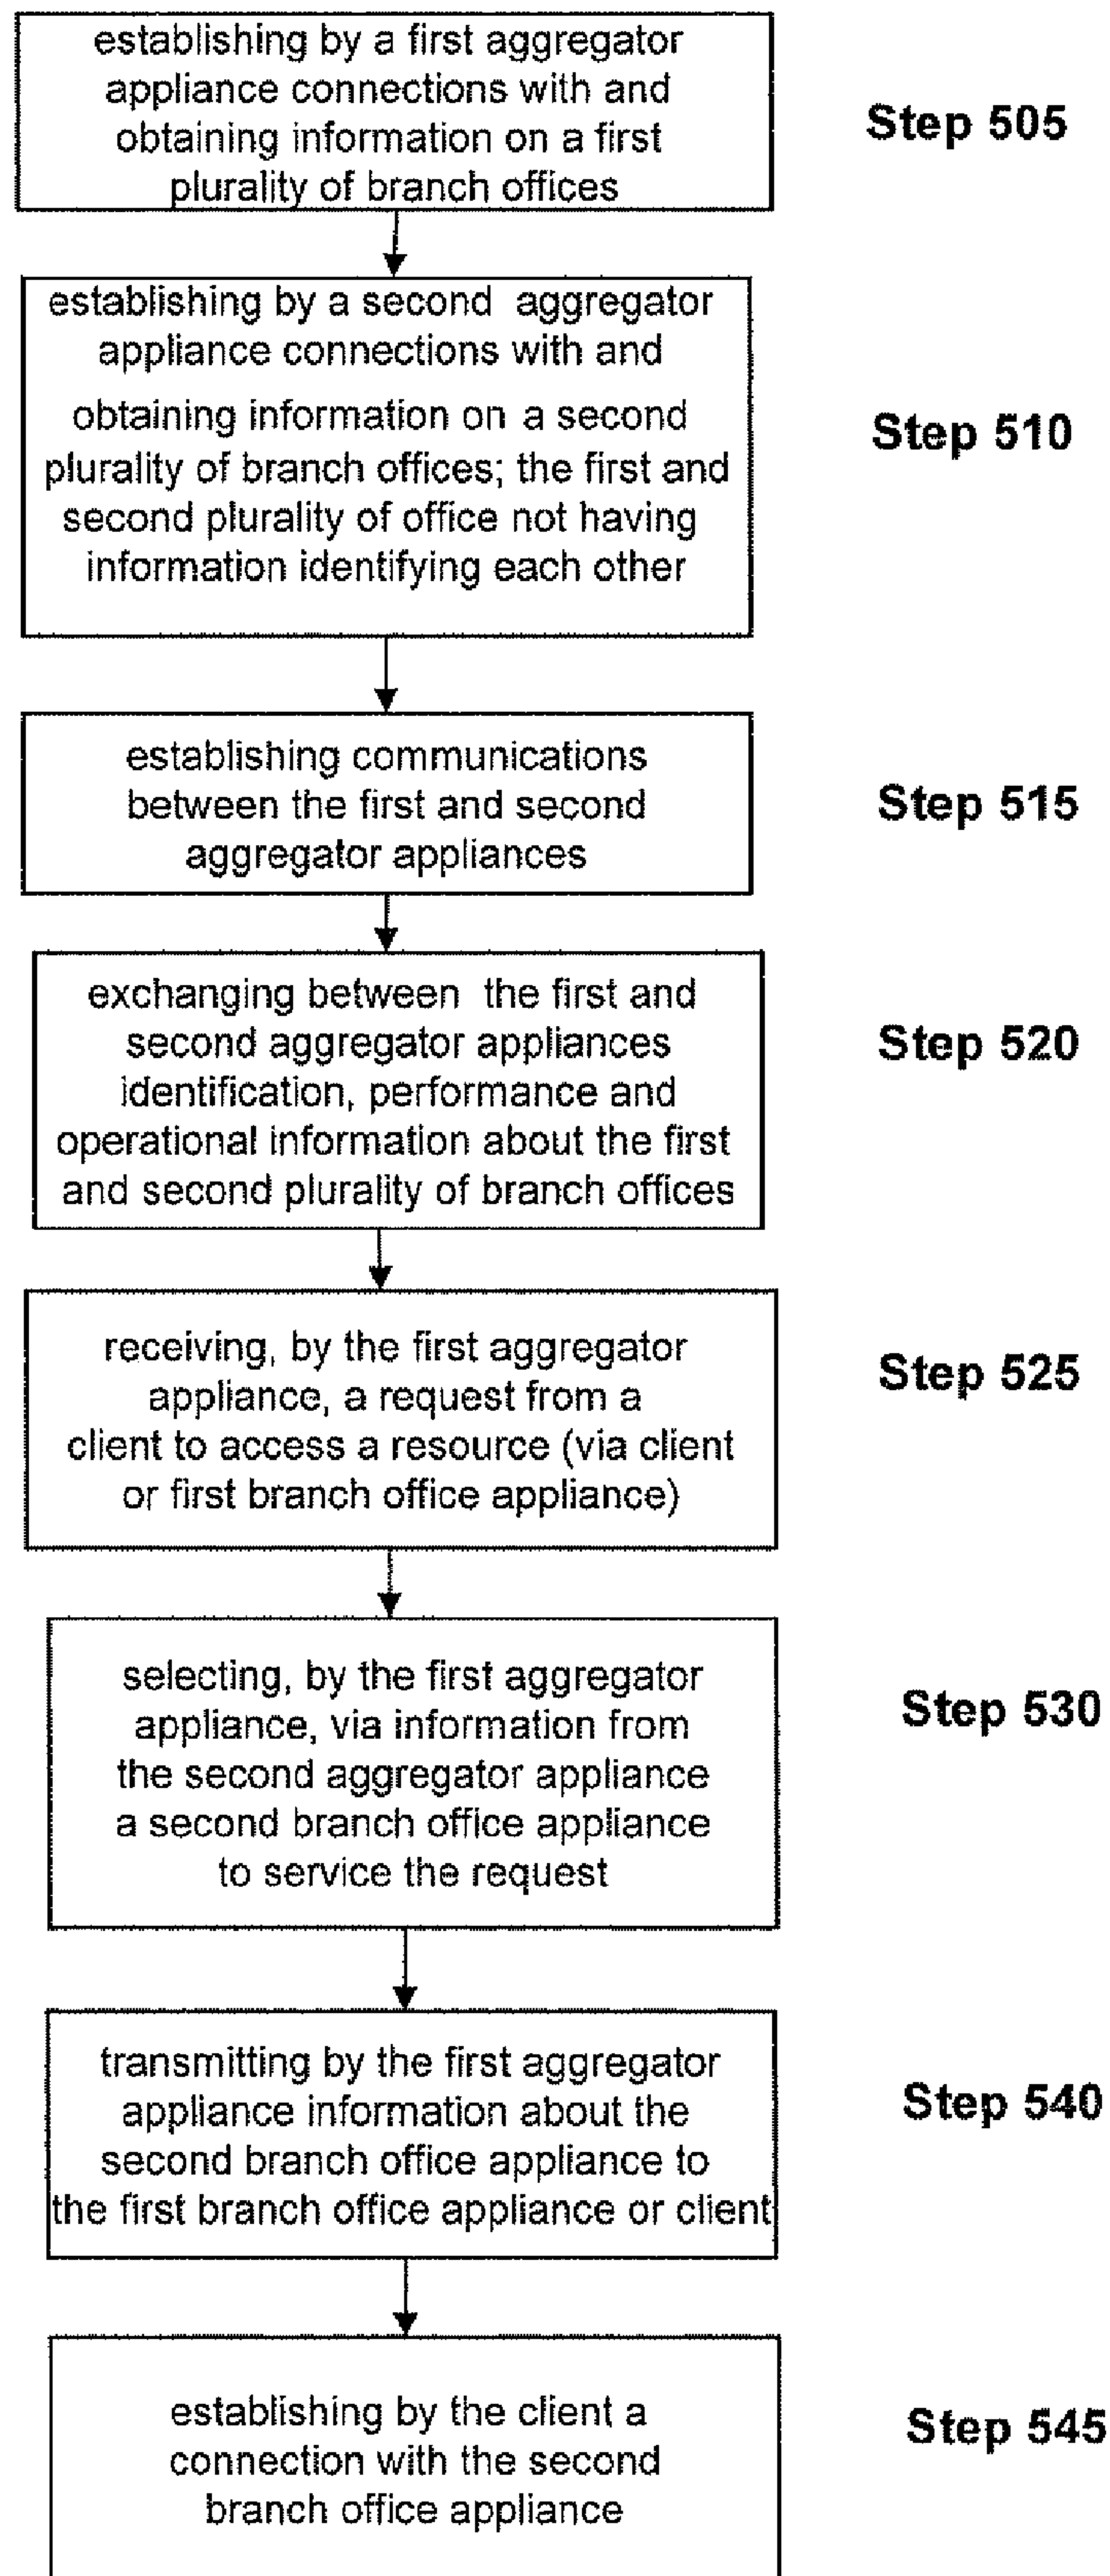 establishing by a first aggregator
appliance connections with and
obtaining information on a first
plurality of branch offices
Step 505
establishing by a second aggregator
appliance connections with and
obtaining information on a second
plurality of branch offices; the first and
second plurality of office not having
information identifying each other
Step 510
establishing communications
between the first and second
aggregator appliances
Step 515
exchanging between the first and
second aggregator appliances
identification, performance and
operational information about the first
and second plurality of branch offices
Step 520
receiving, by the first aggregator
appliance, a request from a
client to access a resource (via client
or first branch office appliance)
Step 525
selecting, by the first aggregator
appliance, via information from
the second aggregator appliance
a second branch office appliance
to service the request
Step 530
transmitting by the first aggregator
appliance information about the
second branch office appliance to
the first branch office appliance or client
Step 540
establishing by the client a
connection with the second
branch office appliance
Step 545